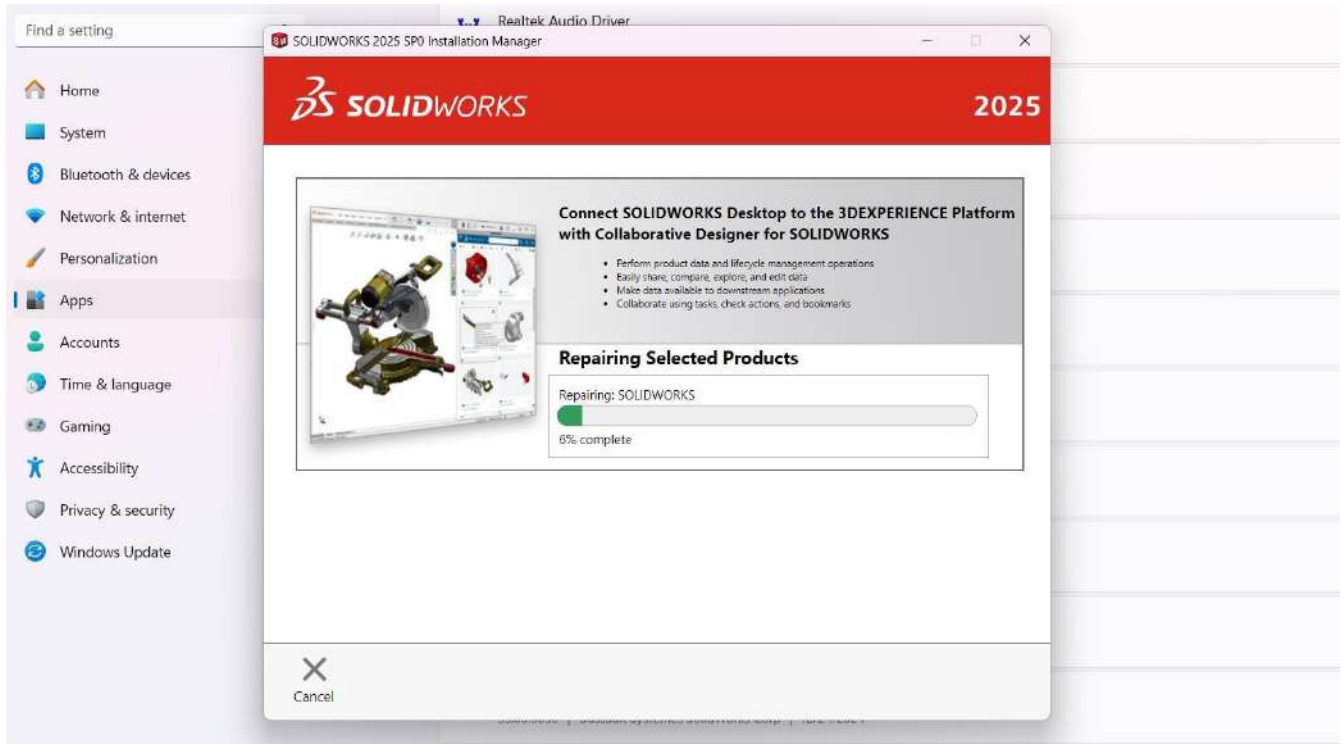 Find a setting
Home
System
Bluetooth & devices
Network & internet
Personalization
Apps
Accounts
Time & language
Gaming
Accessibility
Privacy & security
Windows Update
Realtek Audio Driver
SW SOLIDWORKS 2025 SP0 Installation Manager
3DS SOLIDWORKS
2025
Connect SOLIDWORKS Desktop to the 3DEXPERIENCE Platform
with Collaborative Designer for SOLIDWORKS
• Perform product data and lifecycle management operations
• Easily share, compare, explore, and edit data
• Make data available to downstream applications
• Collaborate using tasks, check actions, and bookmarks
Repairing Selected Products
Repairing: SOLIDWORKS
6% complete
Cancel